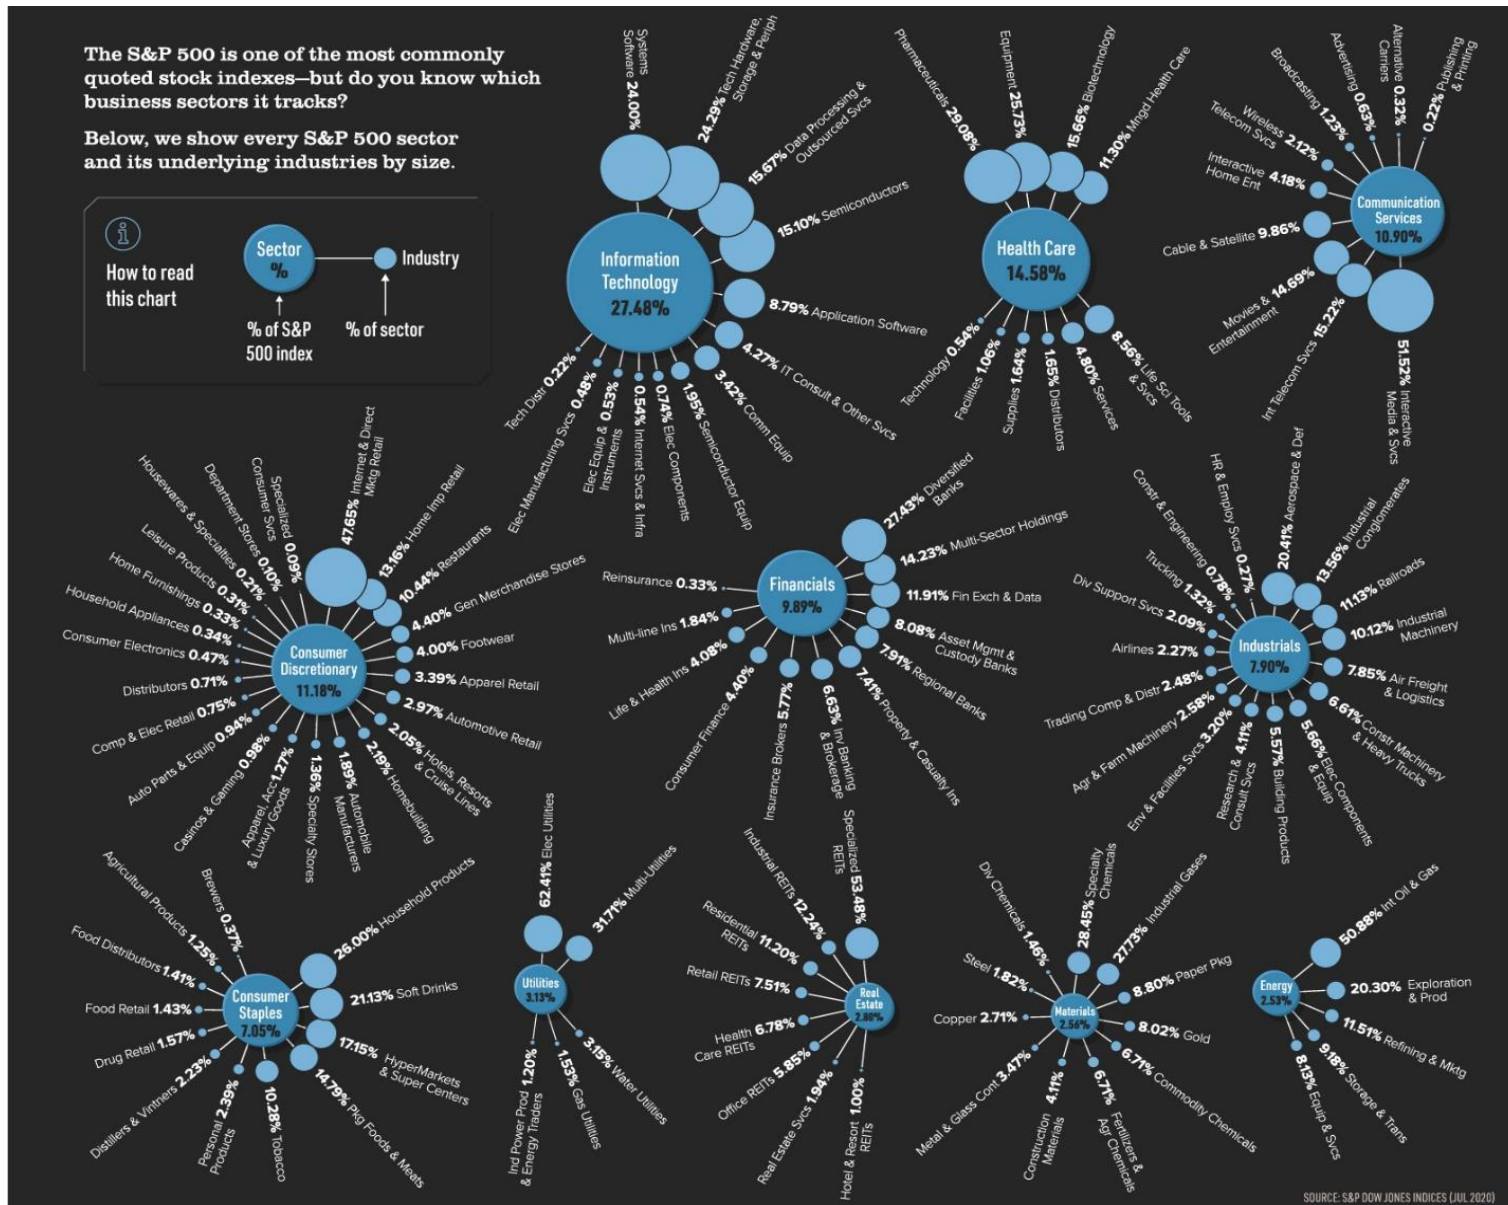 The S&P 500 is one of the most commonly
quoted stock indexes—but do you know which
business sectors it tracks?
Below, we show every S&P 500 sector
and its underlying industries by size.
How to read
this chart
Sector
%
Industry
% of S&P
500 index
% of sector
Information
Technology
27.48%
Systems
Software 24.00%
24.29% Tech Hardware,
Storage & Periph
15.67% Data Processing &
Outsourced Svcs
15.10% Semiconductors
8.79% Application Software
4.27% IT Consult & Other Svcs
3.42% Comm Equip
1.95% Semiconductor Equip
0.74% Elec Components
0.54% Internet Svcs & Infra
Elec Equip & 0.53%
Instruments
Elec Manufacturing Svcs 0.48%
Tech Distr 0.22%
Health Care
14.58%
Pharmaceuticals 29.08%
Equipment 25.73%
15.66% Biotechnology
11.30% Mngd Health Care
8.56% Life Sci Tools
& Svcs
4.80% Services
1.65% Distributors
Supplies 1.64%
Facilities 1.06%
Technology 0.54%
Communication
Services
10.90%
0.22% Publishing
& Printing
Alternative 0.32%
Carriers
Advertising 0.63%
Broadcasting 1.23%
Wireless 2.12%
Telecom Svcs
Interactive 4.18%
Home Ent
Cable & Satellite 9.86%
Movies & 14.69%
Entertainment
Int Telecom Svcs 15.22%
51.52% Interactive
Media & Svcs
Consumer
Discretionary
11.18%
47.65% Internet & Direct
Mktg Retail
13.16% Home Imp Retail
10.44% Restaurants
4.40% Gen Merchandise Stores
4.00% Footwear
3.39% Apparel Retail
2.97% Automotive Retail
2.05% Hotels, Resorts
& Cruise Lines
2.19% Homebuilding
1.89% Automobile
Manufacturers
1.36% Specialty Stores
Apparel, Acc 1.27%
& Luxury Goods
Casinos & Gaming 0.98%
Auto Parts & Equip 0.94%
Comp & Elec Retail 0.75%
Distributors 0.71%
Consumer Electronics 0.47%
Household Appliances 0.34%
Home Furnishings 0.33%
Leisure Products 0.31%
Housewares & Specialties 0.21%
Department Stores 0.10%
Specialized 0.09%
Consumer Svcs
Financials
9.89%
27.43% Diversified
Banks
14.23% Multi-Sector Holdings
11.91% Fin Exch & Data
8.08% Asset Mgmt &
Custody Banks
7.91% Regional Banks
7.41% Property & Casualty Ins
6.63% Inv Banking
& Brokerage
Insurance Brokers 5.77%
Consumer Finance 4.40%
Life & Health Ins 4.08%
Multi-line Ins 1.84%
Reinsurance 0.33%
Industrials
7.90%
20.41% Aerospace & Def
13.56% Industrial
Conglomerates
11.13% Railroads
10.12% Industrial
Machinery
7.85% Air Freight
& Logistics
6.61% Constr Machinery
& Heavy Trucks
5.66% Elec Components
& Equip
5.57% Building Products
Research & 4.11%
Consult Svcs
Env & Facilities Svcs 3.20%
Agr & Farm Machinery 2.58%
Trading Comp & Distr 2.48%
Airlines 2.27%
Div Support Svcs 2.09%
Trucking 1.32%
Constr & Engineering 0.78%
HR & Employ Svcs 0.27%
Consumer
Staples
7.05%
26.00% Household Products
21.13% Soft Drinks
17.15% HyperMarkets
& Super Centers
14.79% Pkg Foods & Meats
10.28% Tobacco
Personal 2.39%
Products
Distillers & Vintners 2.23%
Drug Retail 1.57%
Food Retail 1.43%
Food Distributors 1.41%
Agricultural Products 1.25%
Brewers 0.37%
Utilities
3.13%
62.41% Elec Utilities
31.71% Multi-Utilities
3.15% Water Utilities
1.53% Gas Utilities
Ind Power Prod 1.20%
& Energy Traders
Real
Estate
2.80%
Specialized 53.48%
REITs
Industrial REITs 12.24%
Residential 11.20%
REITs
Retail REITs 7.51%
Health 6.78%
Care REITs
Office REITs 5.85%
Real Estate Svcs 1.94%
Hotel & Resort 1.00%
REITs
Materials
2.56%
28.45% Specialty
Chemicals
27.73% Industrial Gases
8.80% Paper Pkg
8.02% Gold
6.71% Commodity Chemicals
6.71% Fertilizers &
Agr Chemicals
Construction 4.11%
Materials
Metal & Glass Cont 3.47%
Copper 2.71%
Steel 1.82%
Div Chemicals 1.46%
Energy
2.53%
50.88% Int Oil & Gas
20.30% Exploration
& Prod
11.51% Refining & Mktg
9.18% Storage & Trans
8.13% Equip & Svcs
SOURCE: S&P DOW JONES INDICES (JUL 2020)